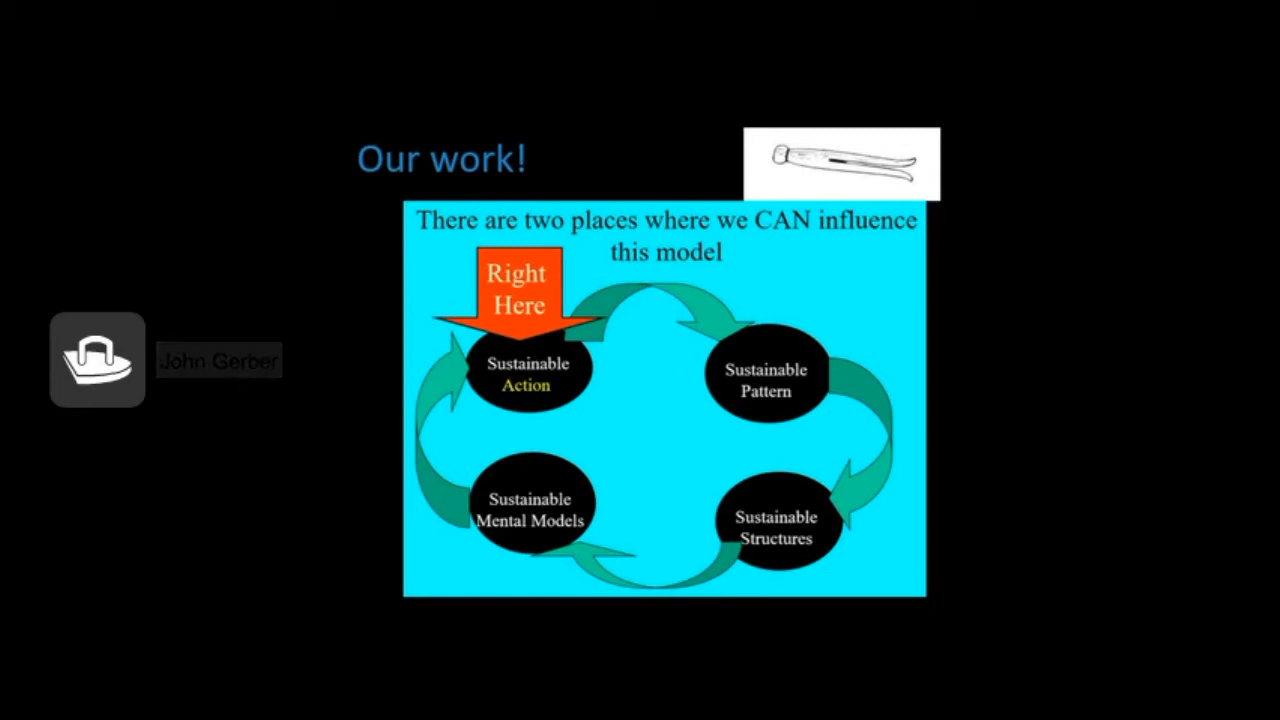 Our work!
There are two places where we CAN influence
this model
Right
Here
Sustainable
Action
Sustainable
Pattern
John Gerber
Sustainable
Mental Models
Sustainable
Structures